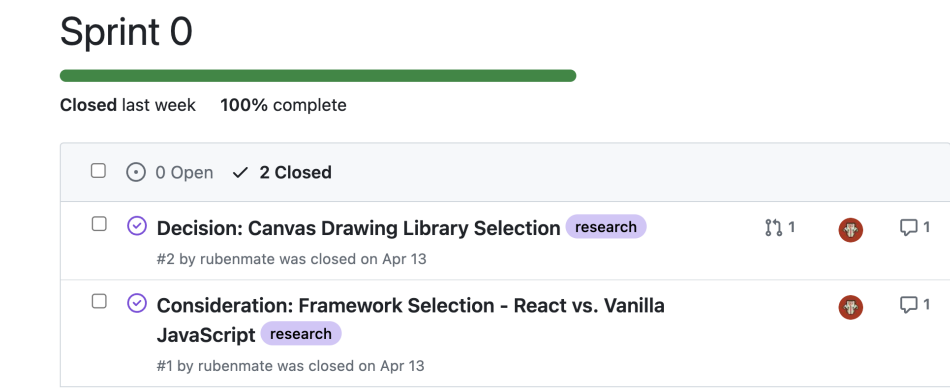 Sprint 0
Closed last week 100% complete
0 Open 2 Closed
Decision: Canvas Drawing Library Selection research 1 1
#2 by rubenmate was closed on Apr 13
Consideration: Framework Selection - React vs. Vanilla 1
JavaScript research
#1 by rubenmate was closed on Apr 13